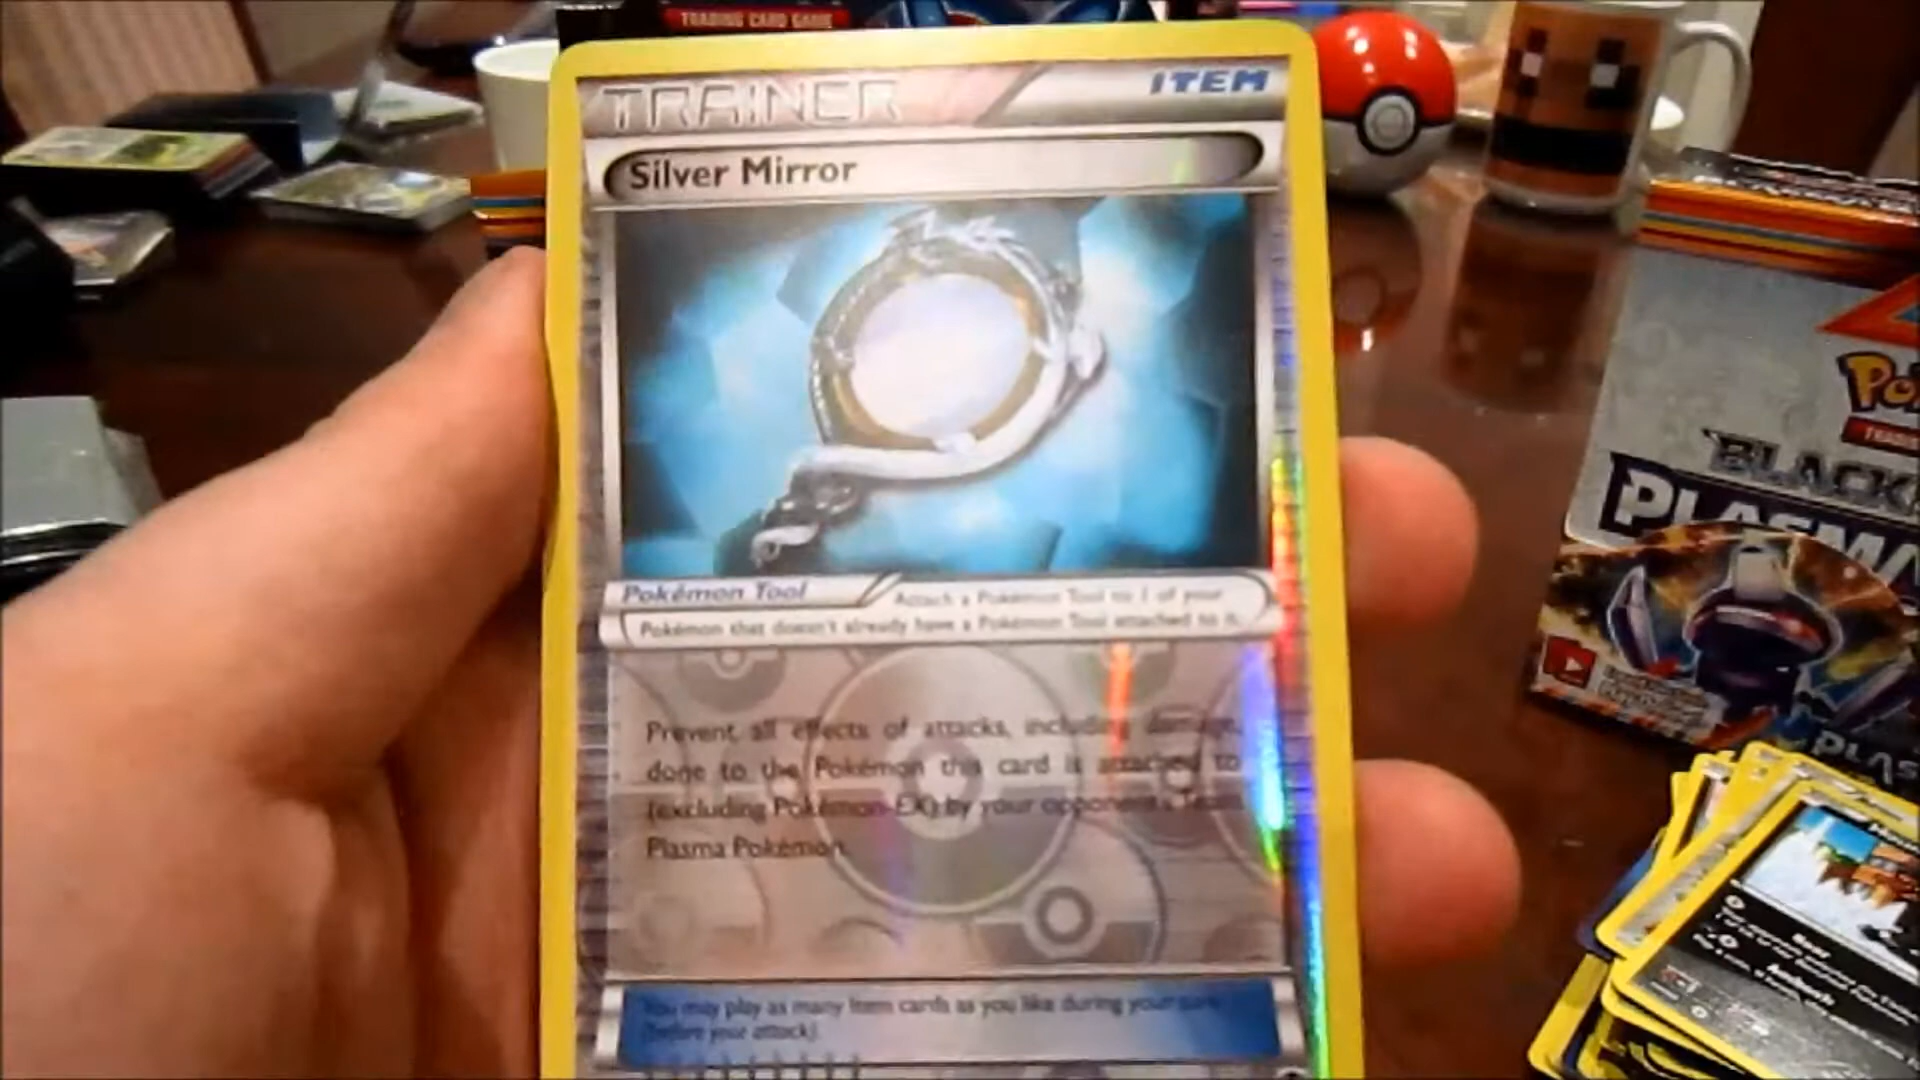 TRADING CARD GAME
TRAINER
ITEM
Silver Mirror
Pokémon Tool
Attach a Pokémon Tool to 1 of your
Pokémon that doesn't already have a Pokémon Tool attached to it.
Prevent all effects of attacks, including damage,
done to the Pokémon this card is attached to
(excluding Pokémon-EX) by your opponent's Team
Plasma Pokémon.
You may play as many Item cards as you like during your turn
(before your attack).
Po
BLACK
PLASMA
PLAS